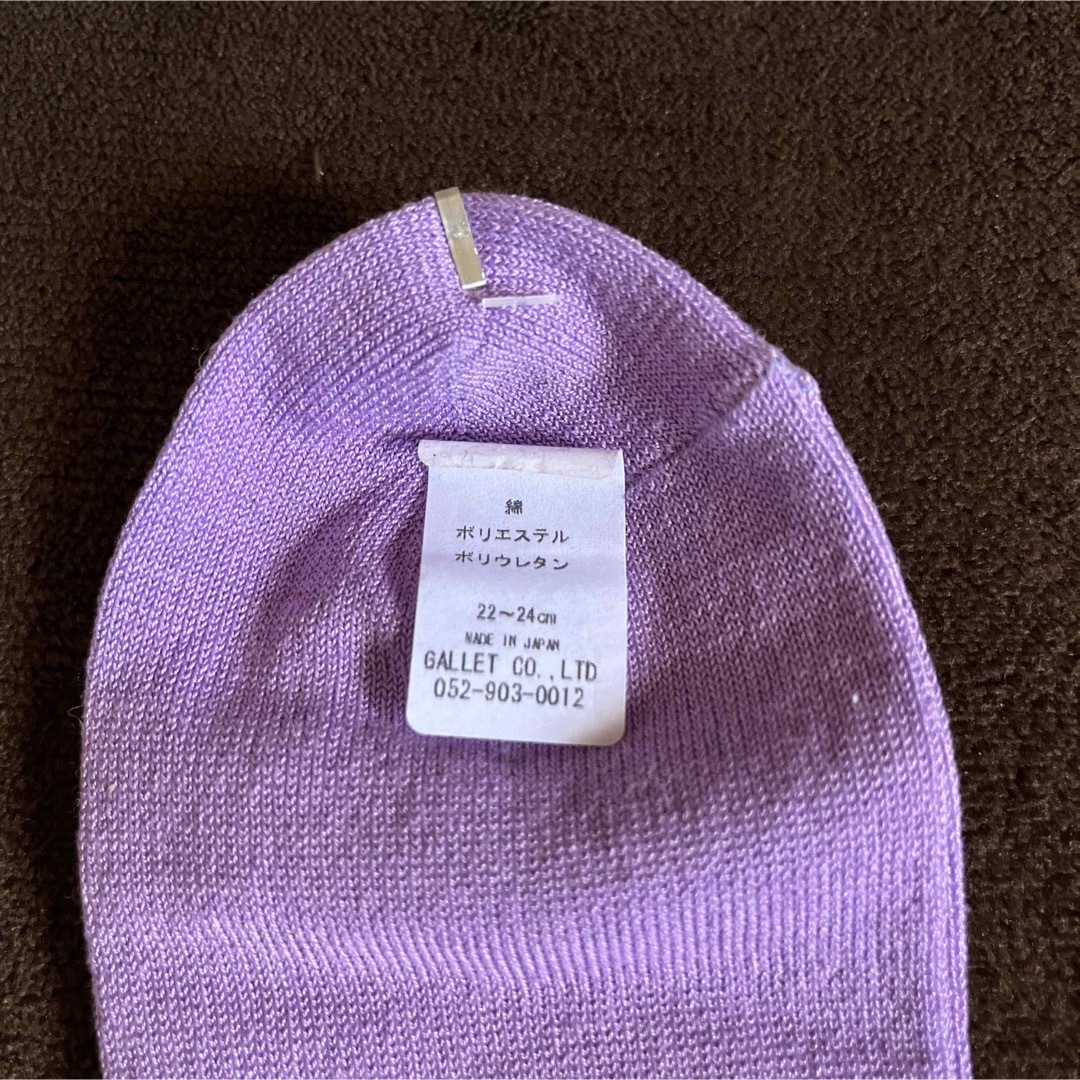 綿
ポリエステル
ポリウレタン
22～24cm
MADE IN JAPAN
GALLET CO.,LTD
052-903-0012